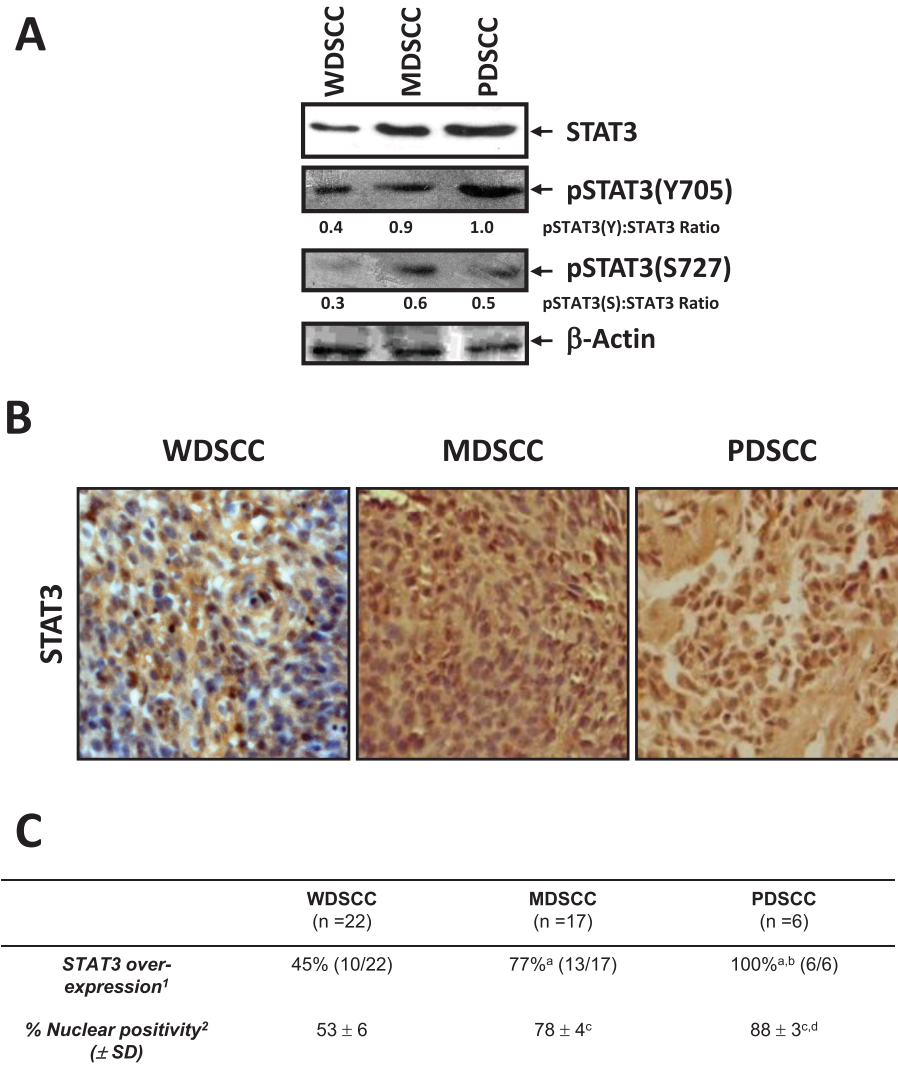 A
WDSCC MDSCC PDSCC
STAT3
pSTAT3(Y705)
0.4 0.9 1.0 pSTAT3(Y):STAT3 Ratio
pSTAT3(S727)
0.3 0.6 0.5 pSTAT3(S):STAT3 Ratio
β-Actin
B
WDSCC MDSCC PDSCC
STAT3
C
WDSCC MDSCC PDSCC
(n =22) (n =17) (n =6)
STAT3 over- 45% (10/22) 77%ᵃ (13/17) 100%ᵃ,ᵇ (6/6)
expression¹
% Nuclear positivity² 53 ± 6 78 ± 4ᶜ 88 ± 3ᶜ,ᵈ
(± SD)